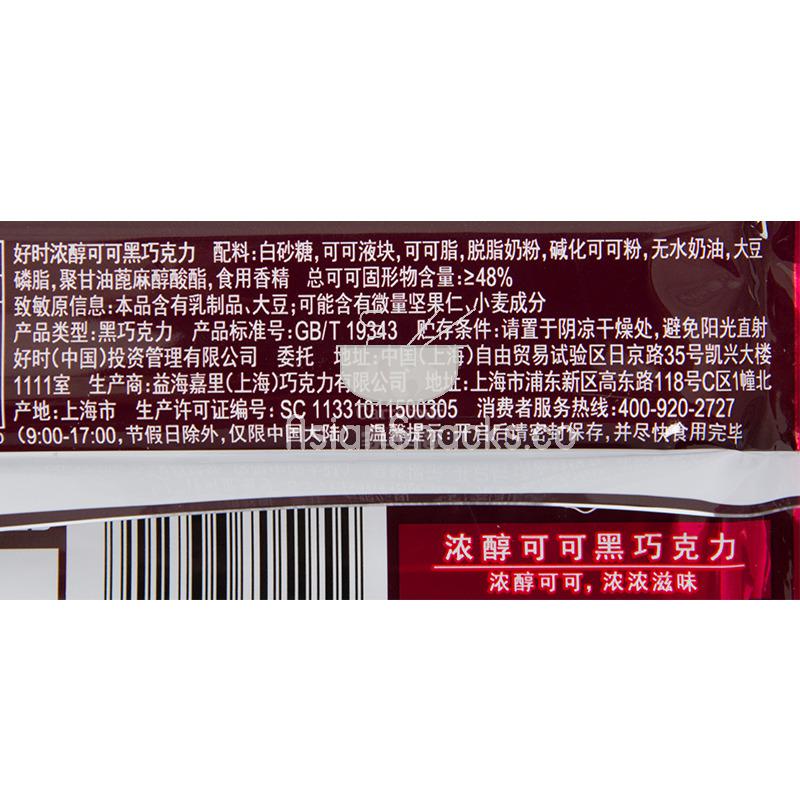 好时浓醇可可黑巧克力 配料:白砂糖,可可液块,可可脂,脱脂奶粉,碱化可可粉,无水奶油,大豆
磷脂,聚甘油蓖麻醇酸酯,食用香精 总可可固形物含量:≥48%
致敏原信息:本品含有乳制品、大豆;可能含有微量坚果仁、小麦成分
产品类型:黑巧克力 产品标准号:GB/T 19343 贮存条件:请置于阴凉干燥处,避免阳光直射
好时(中国)投资管理有限公司 委托 地址:中国(上海)自由贸易试验区日京路35号凯兴大楼
1111室 生产商:益海嘉里(上海)巧克力有限公司 地址:上海市浦东新区高东路118号C区1幢北
产地:上海市 生产许可证编号:SC 11331011500305 消费者服务热线:400-920-2727
(9:00-17:00,节假日除外,仅限中国大陆) 温馨提示:开启后请密封保存,并尽快食用完毕
asiansnacks.co
浓醇可可黑巧克力
浓醇可可,浓浓滋味